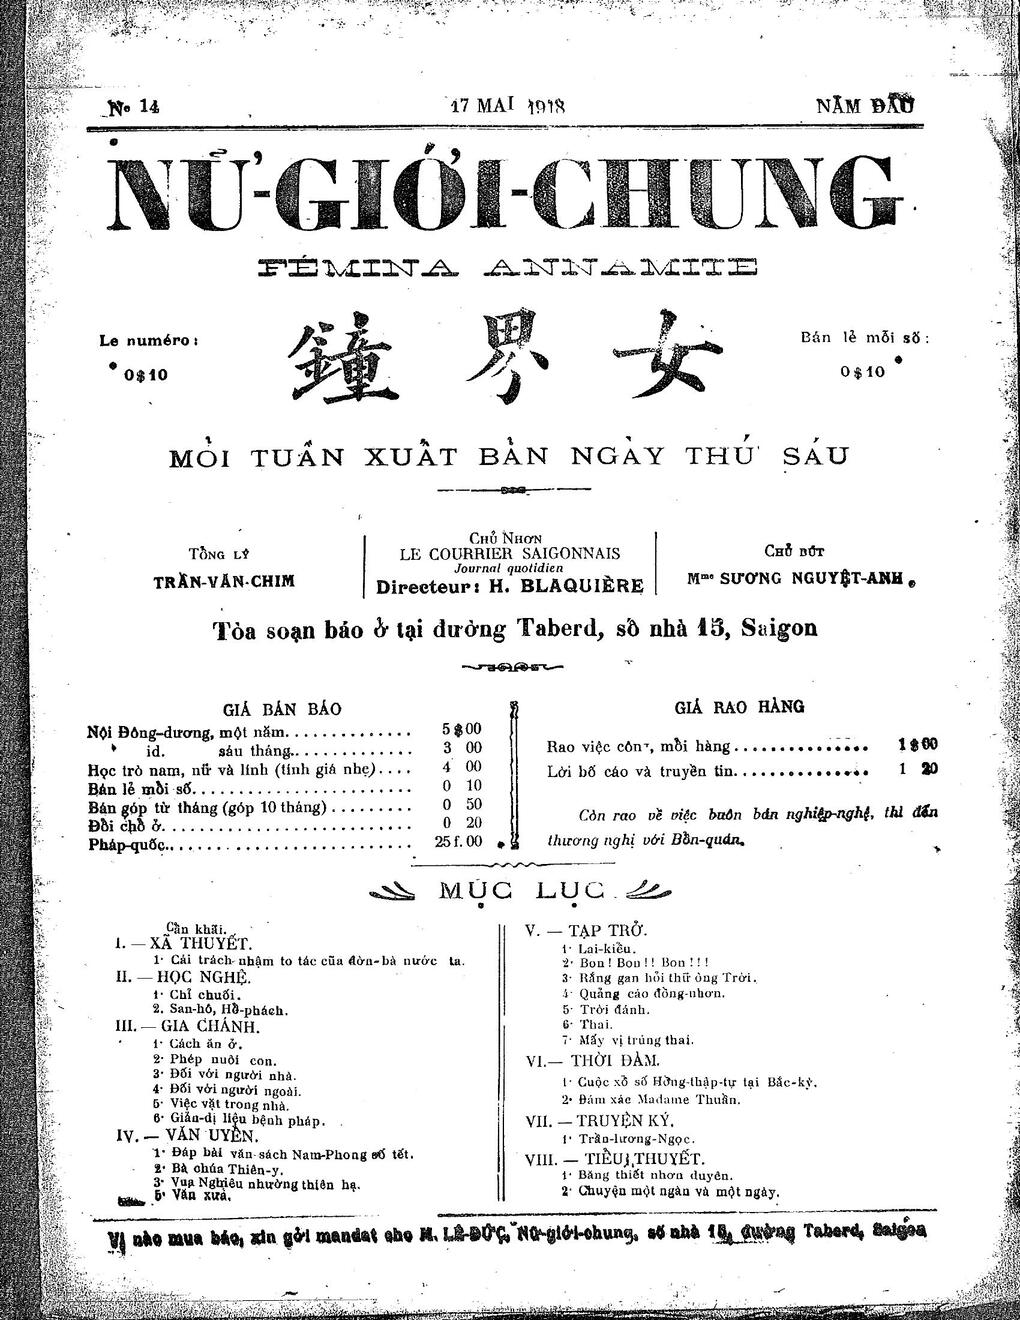 No 14
17 MAI 1918
NĂM ĐẦU
NỮ-GIỚI-CHUNG
FÉMINA ANNAMITE
Le numéro:
0$10
鐘 界 女
Bán lẻ mỗi số:
0$10
MỖI TUẦN XUẤT BẢN NGÀY THỨ SÁU
TỔNG LÝ
TRẦN-VĂN-CHIM
CHỦ NHƠN
LE COURRIER SAIGONNAIS
Journal quotidien
Directeur: H. BLAQUIÈRE
CHỦ BÚT
Mme SƯƠNG NGUYỆT-ANH
Tòa soạn báo ở tại đường Taberd, số nhà 15, Saigon
GIÁ BÁN BÁO
Nội Đông-dương, một năm.............. 5$00
id. sáu tháng.............. 3 00
Học trò nam, nữ và lính (tính giá nhẹ).... 4 00
Bán lẻ mỗi số........................ 0 10
Bán góp từ tháng (góp 10 tháng)......... 0 50
Đổi chỗ ở........................... 0 20
Pháp-quốc........................... 25f.00
GIÁ RAO HÀNG
Rao việc công, mỗi hàng............... 1$00
Lời bố cáo và truyền tin............... 1 20
Còn rao về việc buôn bán nghiệp-nghệ, thì đến
thương nghị với Bổn-quán.
MỤC LỤC
Cẩn khải.
I. — XÃ THUYẾT.
1· Cái trách-nhậm to tác của đờn-bà nước ta.
II. — HỌC NGHỆ.
1· Chỉ chuối.
2. San-hô, Hổ-phách.
III. — GIA CHÁNH.
1· Cách ăn ở.
2· Phép nuôi con.
3· Đối với người nhà.
4· Đối với người ngoài.
5· Việc vặt trong nhà.
6· Giản-dị liệu bệnh pháp.
IV. — VĂN UYỂN.
1· Đáp bài văn-sách Nam-Phong số tết.
2· Bà chúa Thiên-y.
3· Vua Nghiêu nhường thiên hạ.
5· Văn xưa.
V. — TẠP TRỞ.
1· Lai-kiều.
2· Bon! Bon!! Bon!!!
3· Rắng gan hỏi thử ông Trời.
4· Quảng cáo đồng-nhơn.
5· Trời đánh.
6· Thai.
7· Mấy vị trúng thai.
VI.— THỜI ĐÀM.
1· Cuộc xổ số Hồng-thập-tự tại Bắc-kỳ.
2· Đám xác Madame Thuần.
VII. — TRUYỆN KÝ.
1· Trần-lương-Ngọc.
VIII. — TIỂU THUYẾT.
1· Băng thiết nhơn duyên.
2· Chuyện một ngàn và một ngày.
Vị nào mua báo, xin gởi mandat cho M. LÊ-ĐỨC, Nữ-giới-chung, số nhà 15, đường Taberd, Saigon